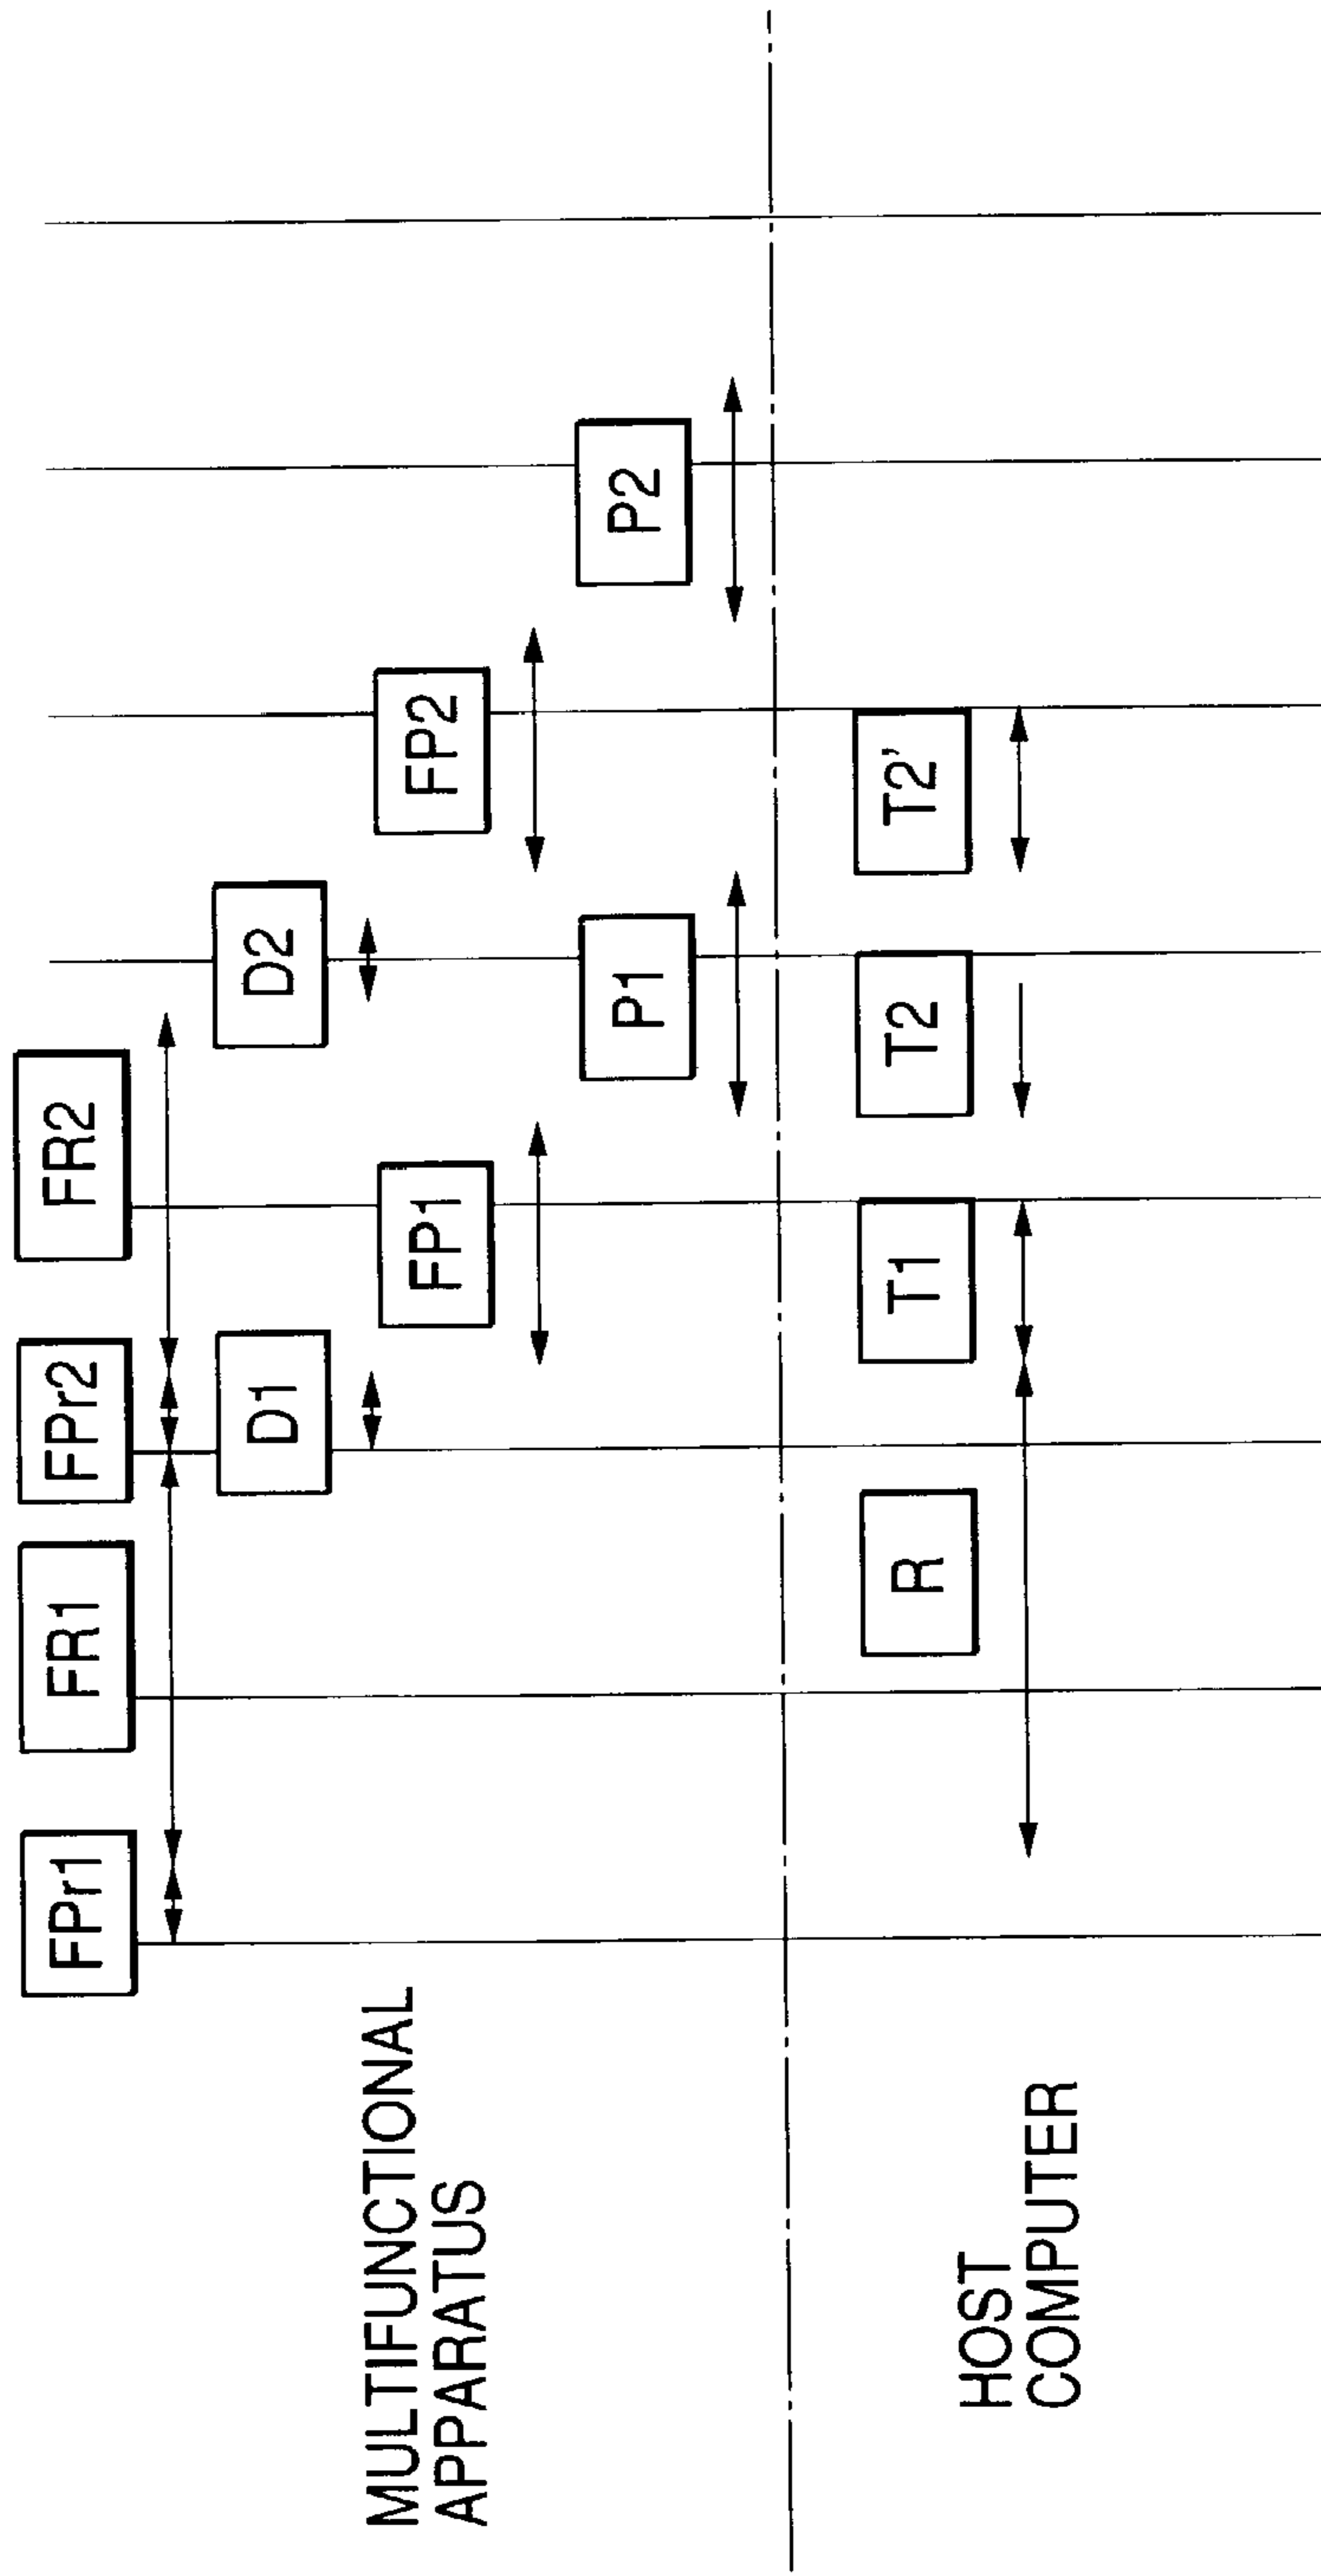 FPr1
FR1
FPr2
FR2
D1
D2
MULTIFUNCTIONAL
APPARATUS
FP1
FP2
P1
P2
HOST
COMPUTER
R
T1
T2
T2'